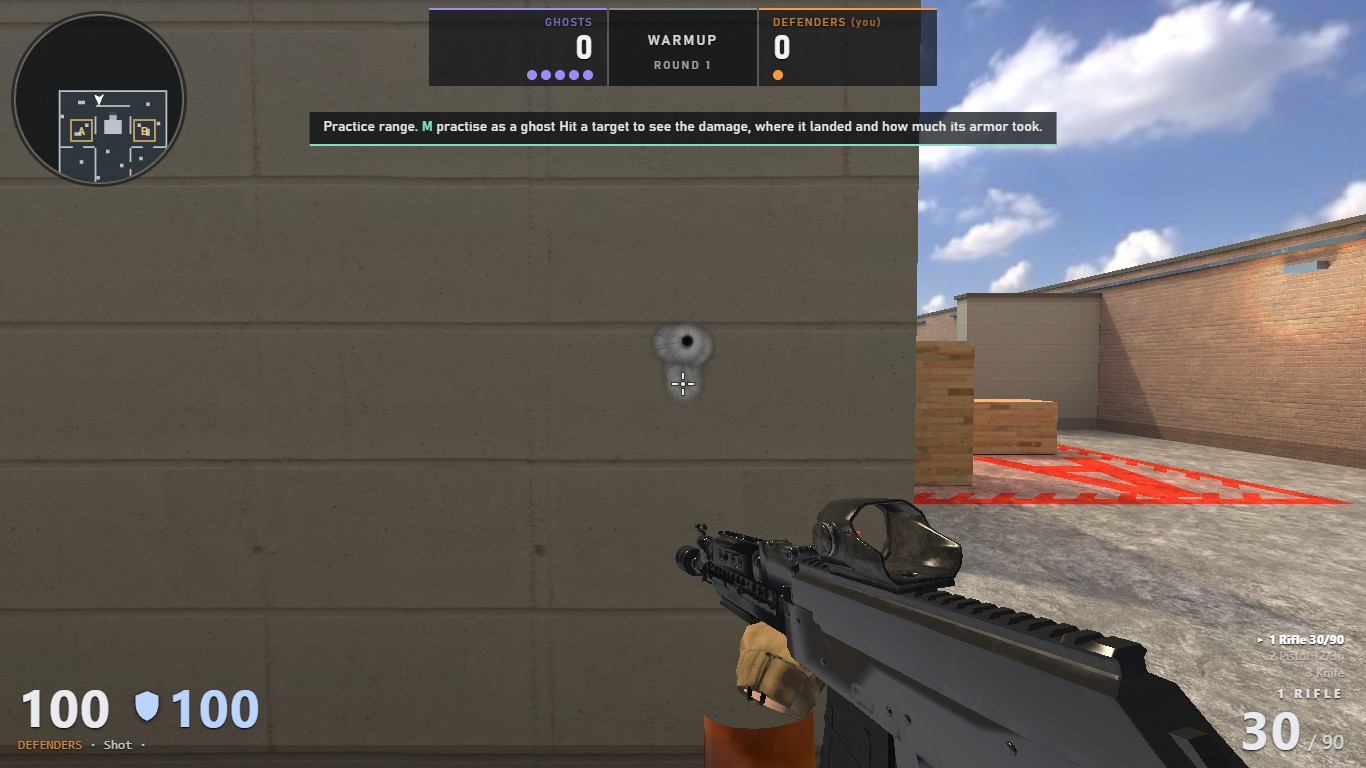 GHOSTS
0
WARMUP
ROUND 1
DEFENDERS (you)
0
Practice range. M practise as a ghost Hit a target to see the damage, where it landed and how much its armor took.
A
B
1 Rifle 30/90
2 Pistol 12/36
3 Knife
1 RIFLE
30 / 90
100 100
DEFENDERS · Shot ·